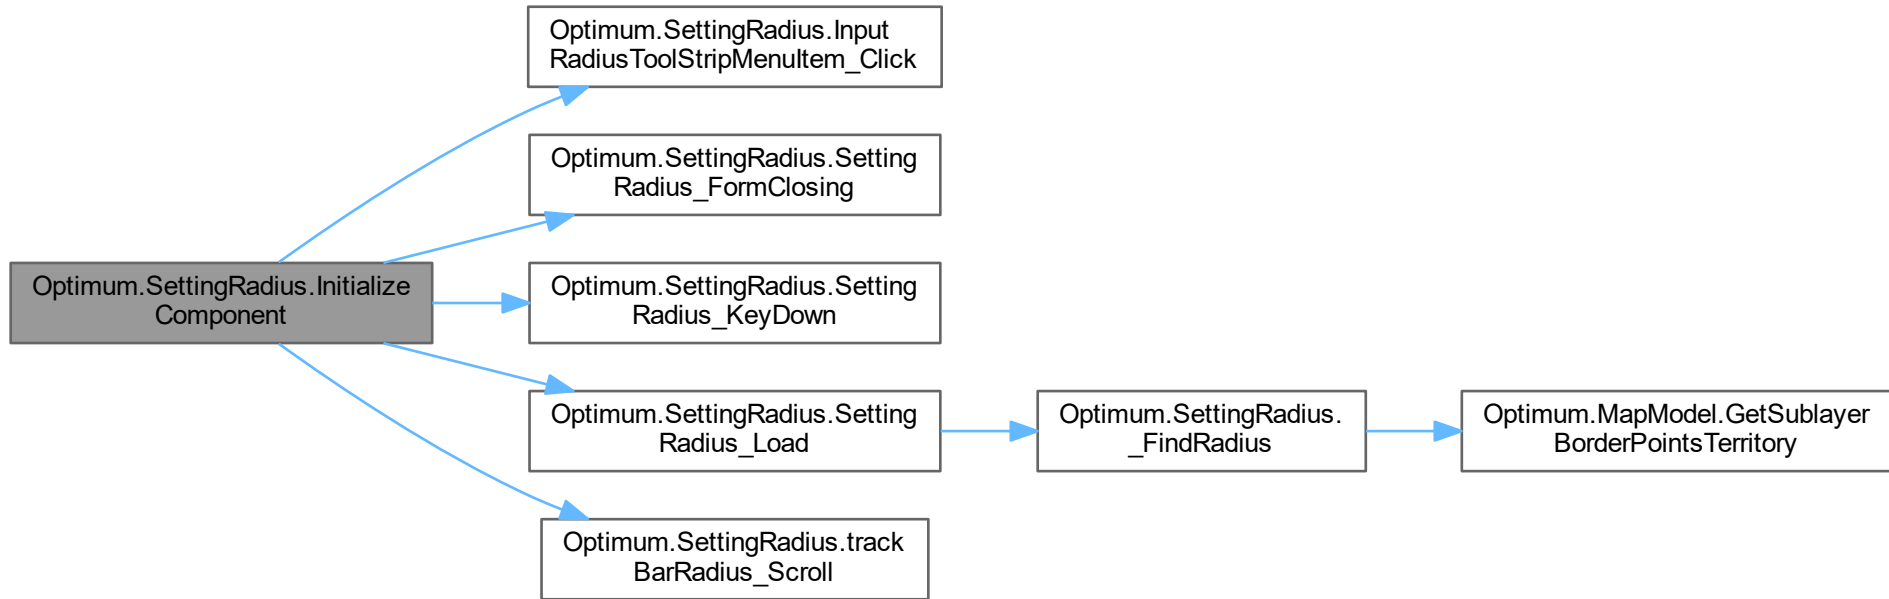 Optimum.SettingRadius.Input
RadiusToolStripMenuItem_Click
Optimum.SettingRadius.Setting
Radius_FormClosing
Optimum.SettingRadius.Initialize
Component
Optimum.SettingRadius.Setting
Radius_KeyDown
Optimum.SettingRadius.Setting
Radius_Load
Optimum.SettingRadius.
_FindRadius
Optimum.MapModel.GetSublayer
BorderPointsTerritory
Optimum.SettingRadius.track
BarRadius_Scroll